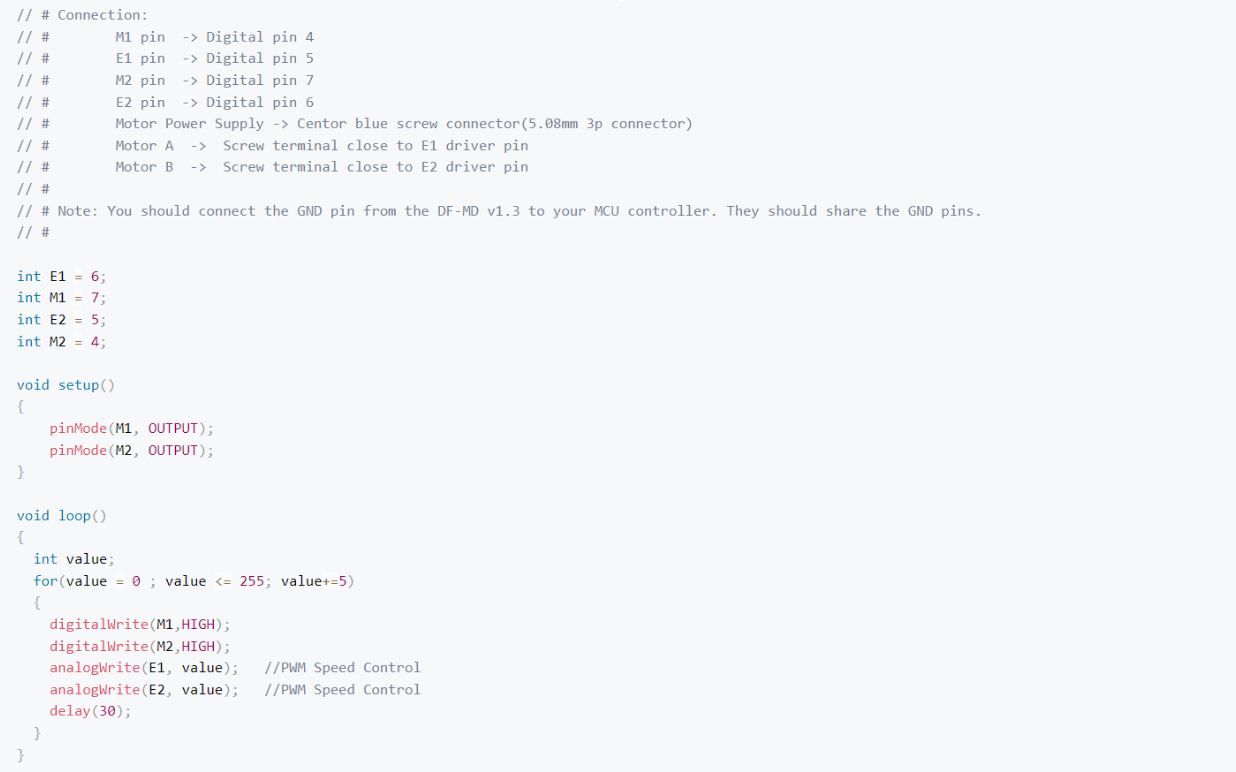 // # Connection:
// #        M1 pin  -> Digital pin 4
// #        E1 pin  -> Digital pin 5
// #        M2 pin  -> Digital pin 7
// #        E2 pin  -> Digital pin 6
// #        Motor Power Supply -> Centor blue screw connector(5.08mm 3p connector)
// #        Motor A  ->  Screw terminal close to E1 driver pin
// #        Motor B  ->  Screw terminal close to E2 driver pin
// #
// # Note: You should connect the GND pin from the DF-MD v1.3 to your MCU controller. They should share the GND pins.
// #

int E1 = 6;
int M1 = 7;
int E2 = 5;
int M2 = 4;

void setup()
{
    pinMode(M1, OUTPUT);
    pinMode(M2, OUTPUT);
}

void loop()
{
  int value;
  for(value = 0 ; value <= 255; value+=5)
  {
    digitalWrite(M1,HIGH);
    digitalWrite(M2,HIGH);
    analogWrite(E1, value);   //PWM Speed Control
    analogWrite(E2, value);   //PWM Speed Control
    delay(30);
  }
}